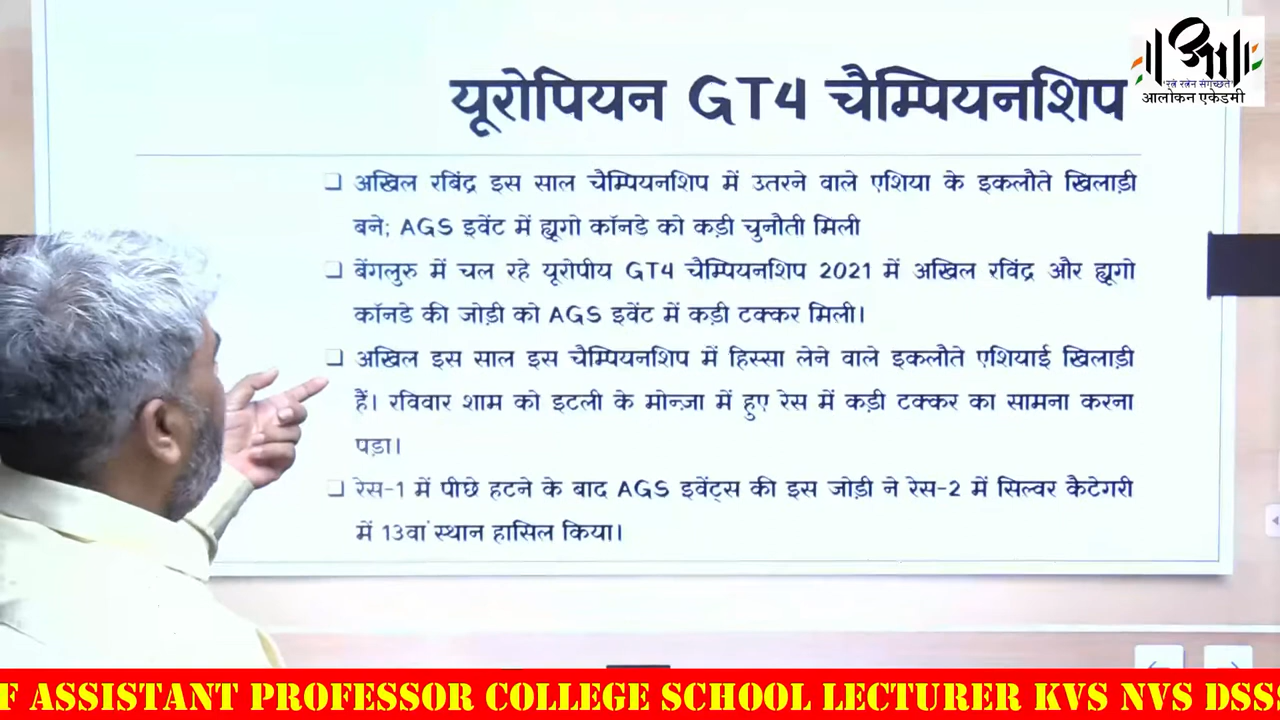 यूरोपियन GT4 चैम्पियनशिप
आलोकन एकेडमी
❑ अखिल रबिंद्र इस साल चैम्पियनशिप में उतरने वाले एशिया के इकलौते खिलाड़ी
बने; AGS इवेंट में ह्यूगो कॉनडे को कड़ी चुनौती मिली
❑ बेंगलुरु में चल रहे यूरोपीय GT4 चैम्पियनशिप 2021 में अखिल रविंद्र और ह्यूगो
कॉनडे की जोड़ी को AGS इवेंट में कड़ी टक्कर मिली।
❑ अखिल इस साल इस चैम्पियनशिप में हिस्सा लेने वाले इकलौते एशियाई खिलाड़ी
हैं। रविवार शाम को इटली के मोन्ज़ा में हुए रेस में कड़ी टक्कर का सामना करना
पड़ा।
❑ रेस-1 में पीछे हटने के बाद AGS इवेंट्स की इस जोड़ी ने रेस-2 में सिल्वर कैटेगरी
में 13वां स्थान हासिल किया।
F ASSISTANT PROFESSOR COLLEGE SCHOOL LECTURER KVS NVS DSS